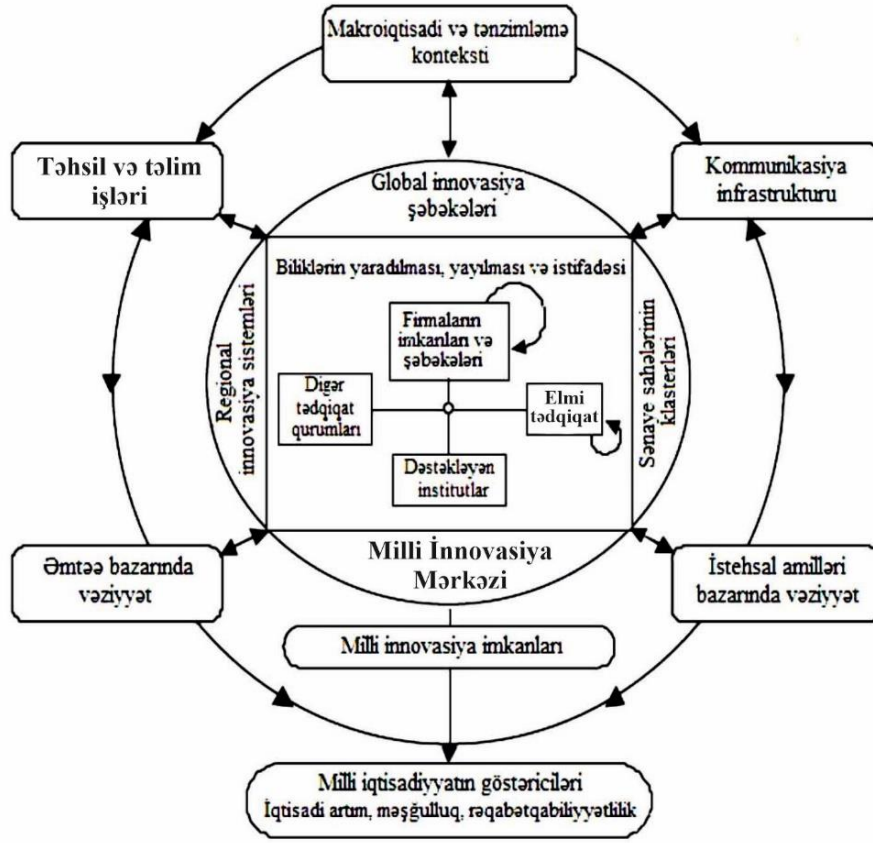 Makroiqtisadi və tənzimləmə
konteksti
Təhsil və təlim
işləri
Kommunikasiya
infrastrukturu
Global innovasiya
şəbəkələri
Biliklərin yaradılması, yayılması və istifadəsi
Firmaların
imkanları və
şəbəkələri
Regional
innovasiya sistemləri
Digər
tədqiqat
qurumları
Elmi
tədqiqat
Sənaye sahələrinin
klasterləri
Dəstəkləyən
institutlar
Milli İnnovasiya
Mərkəzi
Əmtəə bazarında
vəziyyət
İstehsal amilləri
bazarında vəziyyət
Milli innovasiya imkanları
Milli iqtisadiyyatın göstəriciləri
İqtisadi artım, məşğulluq, rəqabətqabiliyyətlilik